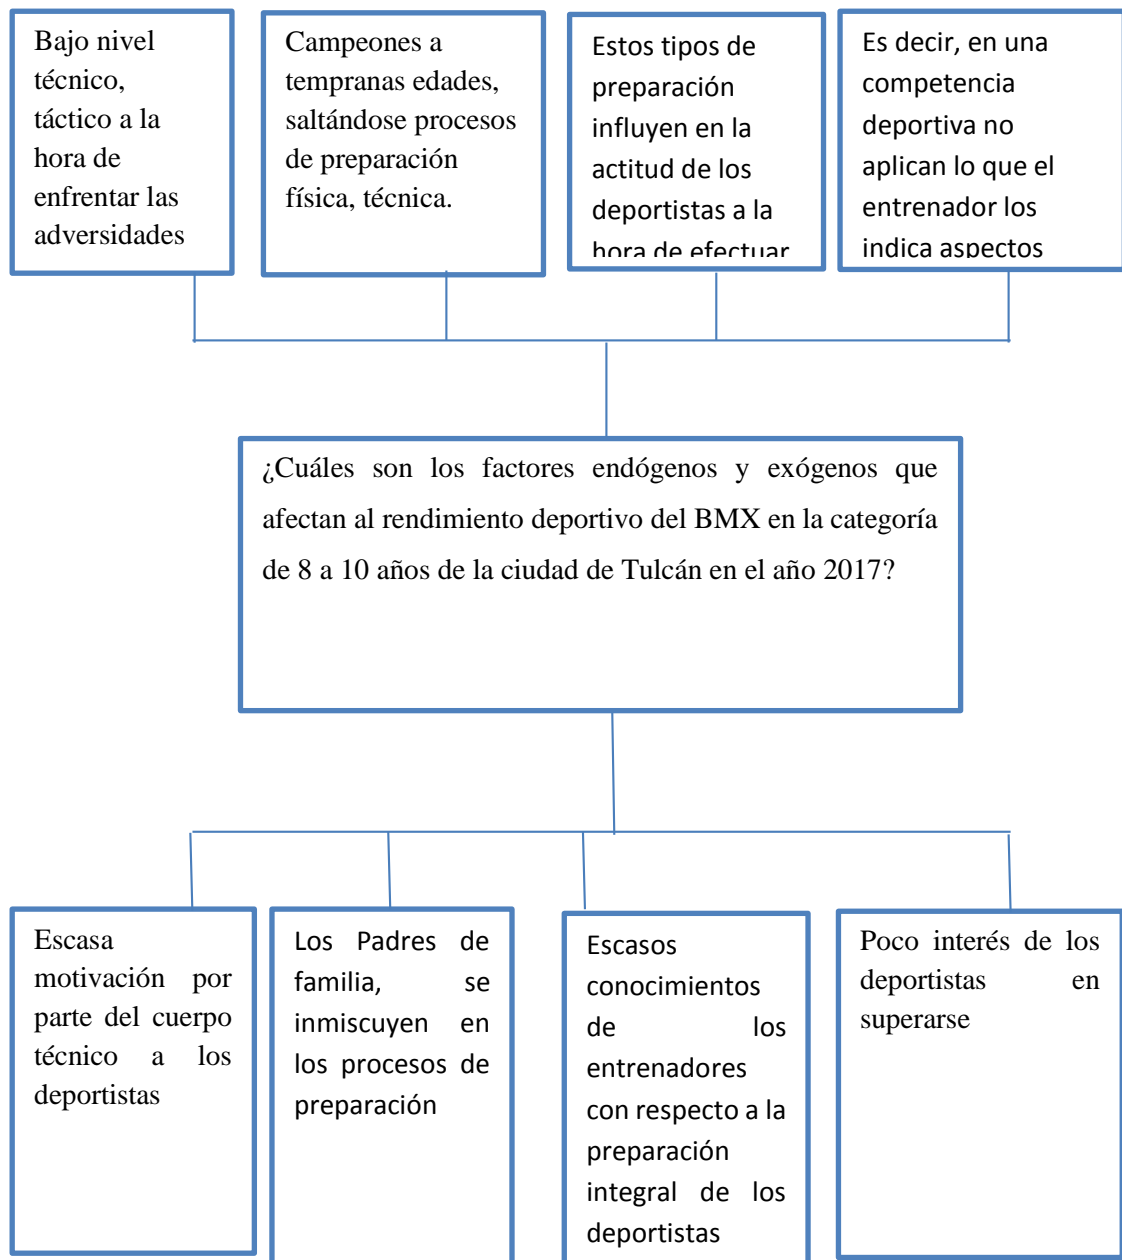 Bajo nivel
técnico,
táctico a la
hora de
enfrentar las
adversidades
Campeones a
tempranas edades,
saltándose procesos
de preparación
física, técnica.
Estos tipos de
preparación
influyen en la
actitud de los
deportistas a la
hora de efectuar
Es decir, en una
competencia
deportiva no
aplican lo que el
entrenador los
indica aspectos
¿Cuáles son los factores endógenos y exógenos que
afectan al rendimiento deportivo del BMX en la categoría
de 8 a 10 años de la ciudad de Tulcán en el año 2017?
Escasa
motivación por
parte del cuerpo
técnico a los
deportistas
Los Padres de
familia, se
inmiscuyen en
los procesos de
preparación
Escasos
conocimientos
de los
entrenadores
con respecto a la
preparación
integral de los
deportistas
Poco interés de los
deportistas en
superarse